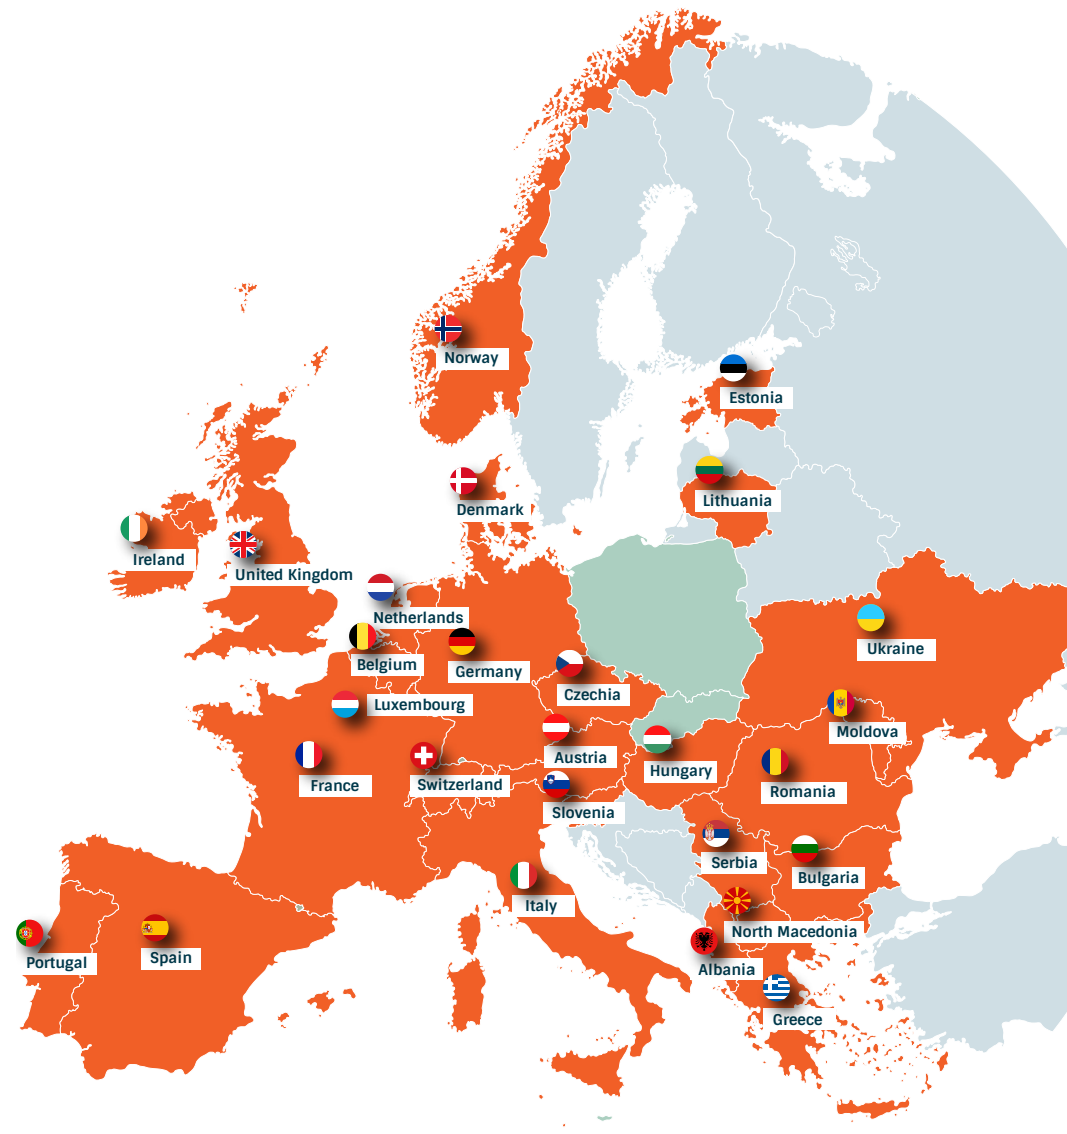 Norway
Estonia
Lithuania
Denmark
Ireland
United Kingdom
Netherlands
Ukraine
Belgium
Germany
Czechia
Luxembourg
Moldova
Austria
Hungary
France
Switzerland
Romania
Slovenia
Serbia
Bulgaria
Italy
North Macedonia
Portugal
Spain
Albania
Greece